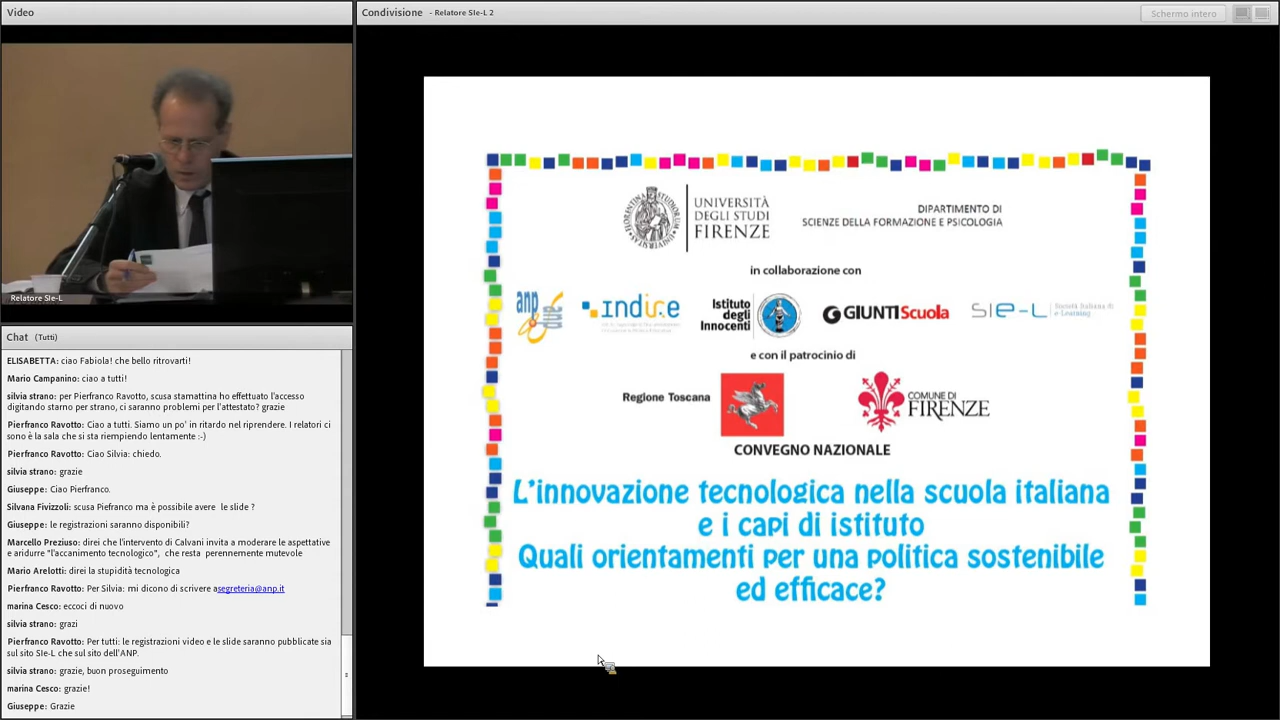 Video
Relatore SIe-L
Chat (Tutti)
ELISABETTA: ciao Fabiola! che bello ritrovarti!
Mario Campanino: ciao a tutti!
silvia strano: per Pierfranco Ravotto, scusa stamattina ho effettuato l'accesso
digitando starno per strano, ci saranno problemi per l'attestato? grazie
Pierfranco Ravotto: Ciao a tutti. Siamo un po' in ritardo nel riprendere. I relatori ci
sono è la sala che si sta riempiendo lentamente ;-)
Pierfranco Ravotto: Ciao Silvia: chiedo.
silvia strano: grazie
Giuseppe: Ciao Pierfranco.
Silvana Fivizzoli: scusa Piefranco ma è possibile avere le slide ?
Giuseppe: le registrazioni saranno disponibili?
Marcello Preziuso: direi che l'intervento di Calvani invita a moderare le aspettative
e aridurre "l'accanimento tecnologico", che resta perennemente mutevole
Mario Arelotti: direi la stupidità tecnologica
Pierfranco Ravotto: Per Silvia: mi dicono di scrivere asegreteria@anp.it
marina Cesco: eccoci di nuovo
silvia strano: grazi
Pierfranco Ravotto: Per tutti: le registrazioni video e le slide saranno pubblicate sia
sul sito SIe-L che sul sito dell'ANP.
silvia strano: grazie, buon proseguimento
marina Cesco: grazie!
Giuseppe: Grazie
Condivisione - Relatore SIe-L 2
Schermo intero
UNIVERSITÀ
DEGLI STUDI
FIRENZE
DIPARTIMENTO DI
SCIENZE DELLA FORMAZIONE E PSICOLOGIA
in collaborazione con
anp
indire
Istituto
degli
Innocenti
GIUNTI Scuola
SIe-L
Società Italiana di
e-Learning
e con il patrocinio di
Regione Toscana
COMUNE DI
FIRENZE
CONVEGNO NAZIONALE
L'innovazione tecnologica nella scuola italiana
e i capi di istituto
Quali orientamenti per una politica sostenibile
ed efficace?